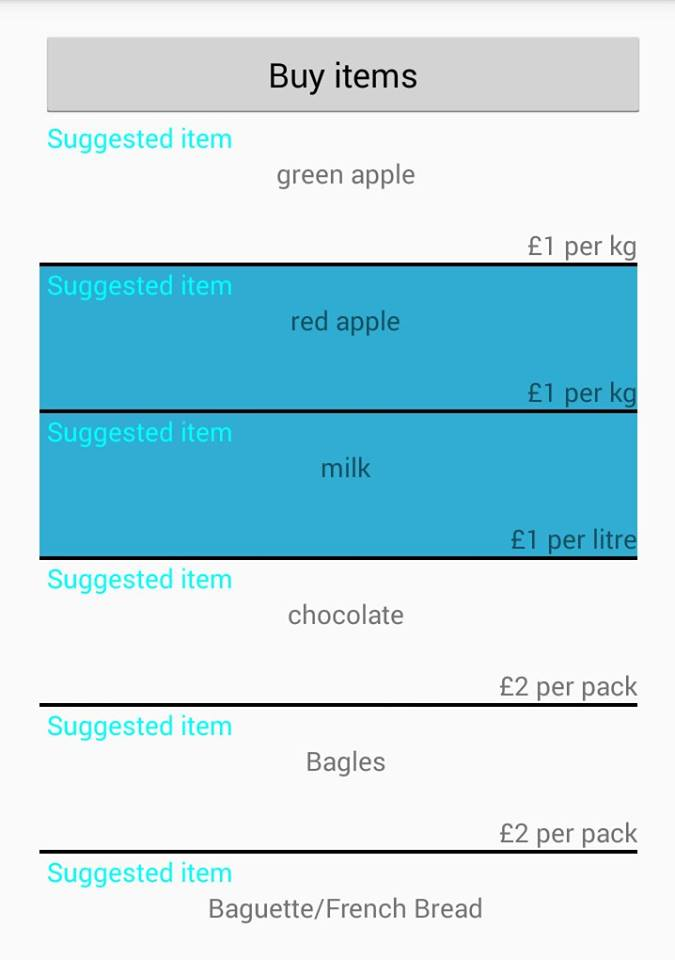 Buy items
Suggested item
green apple
£1 per kg
Suggested item
red apple
£1 per kg
Suggested item
milk
£1 per litre
Suggested item
chocolate
£2 per pack
Suggested item
Bagles
£2 per pack
Suggested item
Baguette/French Bread